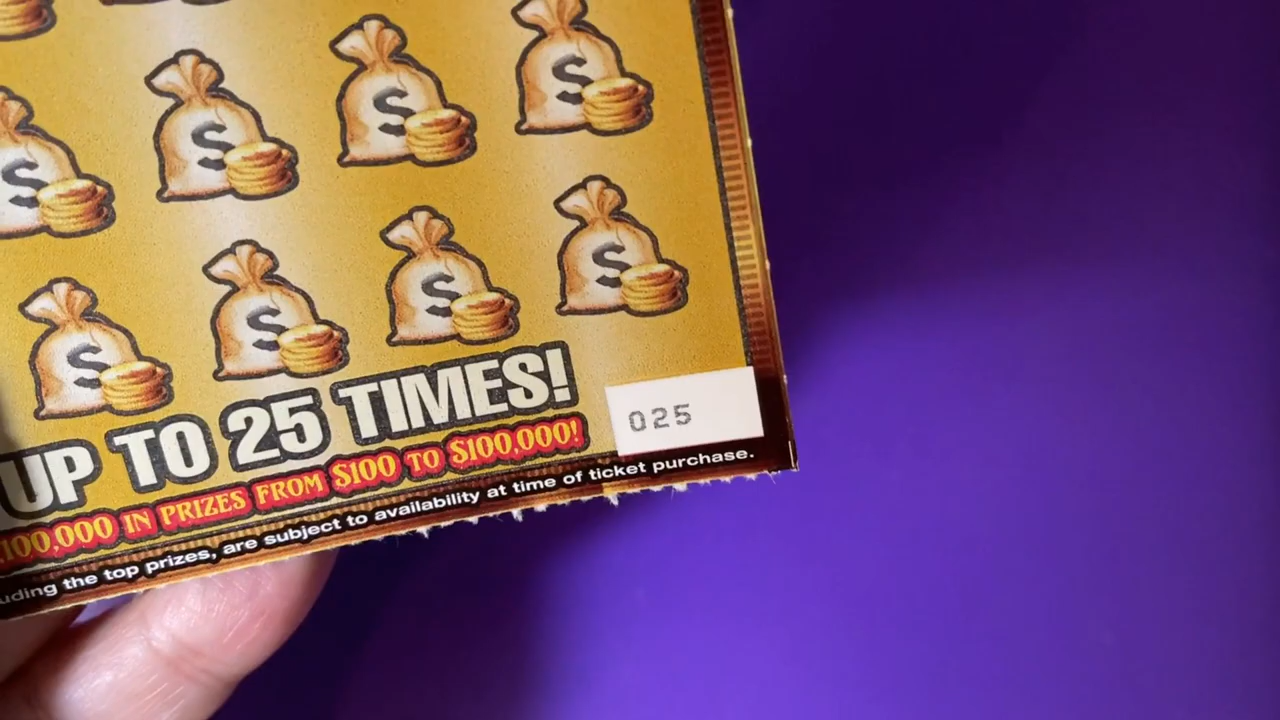 UP TO 25 TIMES!
100,000 IN PRIZES FROM $100 TO $100,000!
025
the top prizes, are subject to availability at time of ticket purchase.